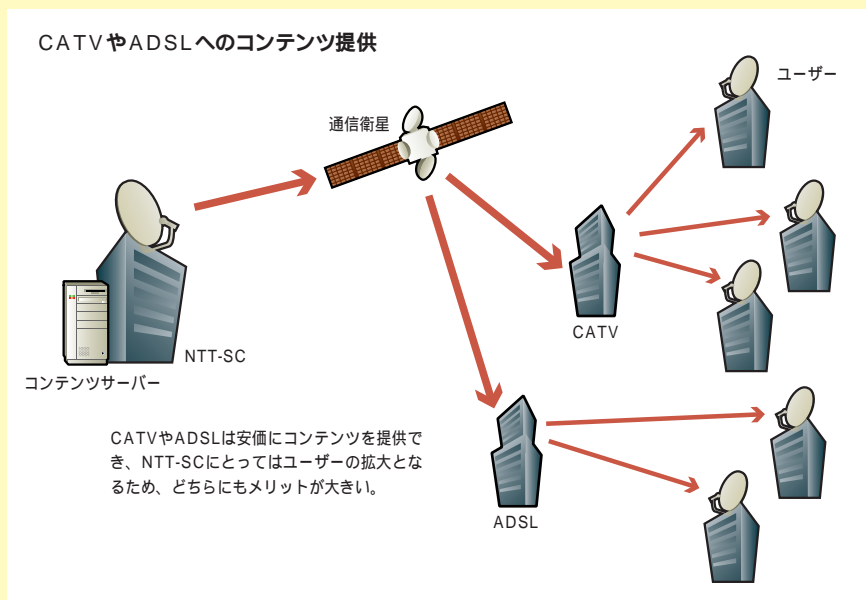 CATVやADSLへのコンテンツ提供
ユーザー
通信衛星
CATV
NTT-SC
コンテンツサーバー
CATVやADSLは安価にコンテンツを提供で
き、NTT-SCにとってはユーザーの拡大とな
るため、どちらにもメリットが大きい。
ADSL